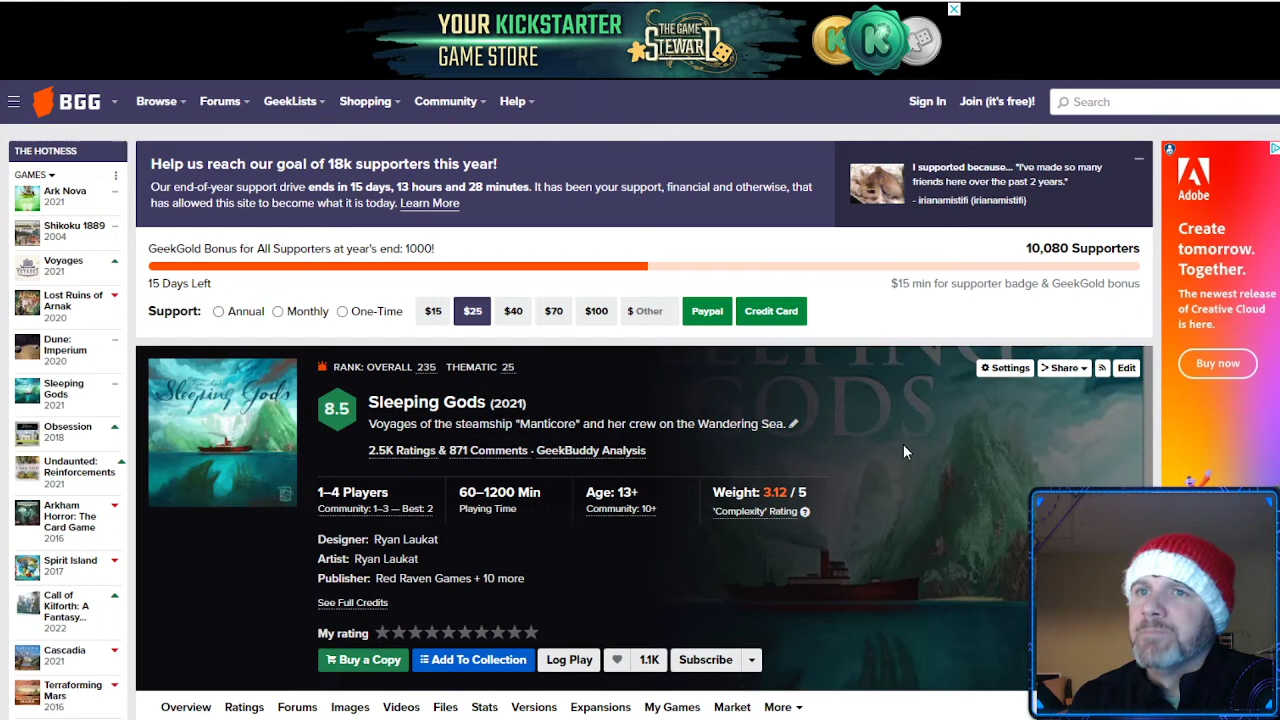 YOUR KICKSTARTER
GAME STORE
THE GAME
STEWARD
K
K
BGG
Browse
Forums
GeekLists
Shopping
Community
Help
Sign In
Join (it's free)!
Search
THE HOTNESS
GAMES
Ark Nova
2021
Shikoku 1889
2004
Voyages
2021
Lost Ruins of
Arnak
2020
Dune:
Imperium
2020
Sleeping
Gods
2021
Obsession
2018
Undaunted:
Reinforcements
2021
Arkham
Horror: The
Card Game
2016
Spirit Island
2017
Call of
Kilforth: A
Fantasy...
2022
Cascadia
2021
Terraforming
Mars
2016
Help us reach our goal of 18k supporters this year!
Our end-of-year support drive ends in 15 days, 13 hours and 28 minutes. It has been your support, financial and otherwise, that
has allowed this site to become what it is today. Learn More
I supported because... "I've made so many
friends here over the past 2 years."
- irianamistifi (irianamistifi)
GeekGold Bonus for All Supporters at year's end: 1000!
10,080 Supporters
15 Days Left
$15 min for supporter badge & GeekGold bonus
Support: Annual Monthly One-Time $15 $25 $40 $70 $100 $ Other Paypal Credit Card
Sleeping Gods
RANK: OVERALL 235 THEMATIC 25
Settings
Share
Edit
8.5
Sleeping Gods (2021)
Voyages of the steamship "Manticore" and her crew on the Wandering Sea.
2.5K Ratings & 871 Comments · GeekBuddy Analysis
1–4 Players
Community: 1–3 — Best: 2
60–1200 Min
Playing Time
Age: 13+
Community: 10+
Weight: 3.12 / 5
'Complexity' Rating
Designer: Ryan Laukat
Artist: Ryan Laukat
Publisher: Red Raven Games + 10 more
See Full Credits
My rating
Buy a Copy
Add To Collection
Log Play
1.1K
Subscribe
Overview
Ratings
Forums
Images
Videos
Files
Stats
Versions
Expansions
My Games
Market
More
Adobe
Create
tomorrow.
Together.
The newest release
of Creative Cloud
is here.
Buy now